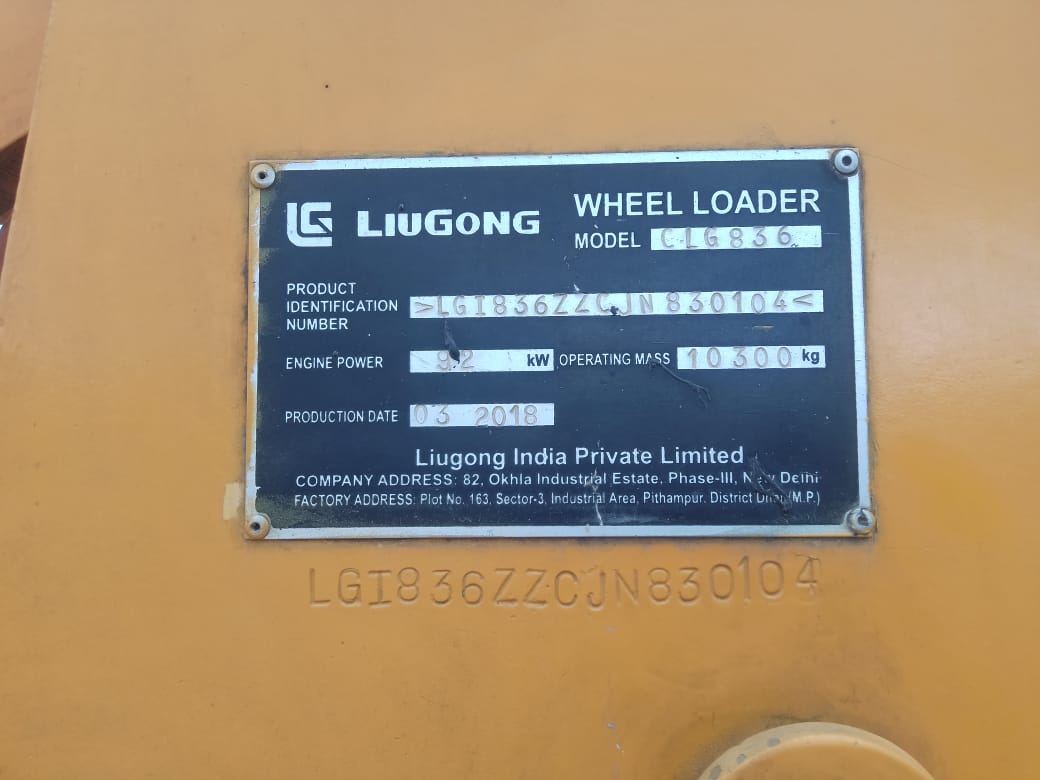 LG LIUGONG
WHEEL LOADER
MODEL CLG836
PRODUCT
IDENTIFICATION
NUMBER
>LGI836ZZCJN830104<
ENGINE POWER 92 kW OPERATING MASS 10300 kg
PRODUCTION DATE 03 2018
Liugong India Private Limited
COMPANY ADDRESS: 82, Okhla Industrial Estate, Phase-III, New Delhi
FACTORY ADDRESS: Plot No. 163, Sector-3, Industrial Area, Pithampur, District Dhar (M.P.)
LGI836ZZCJN830104